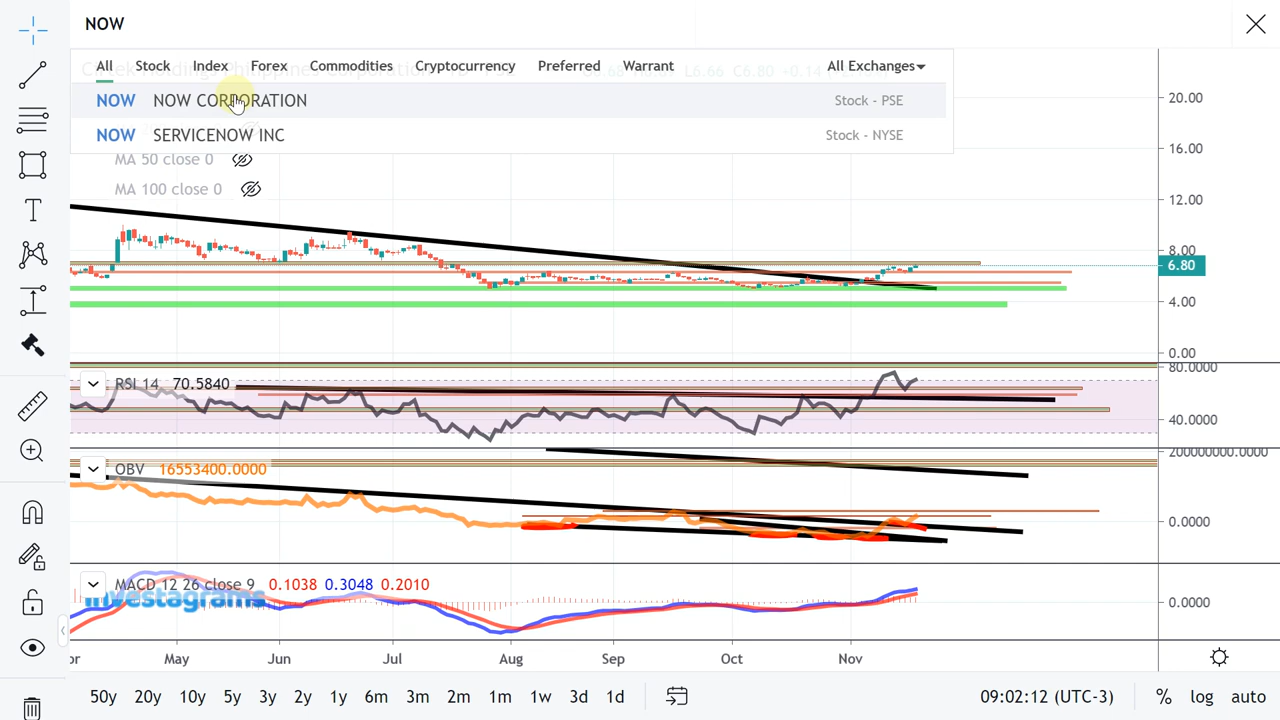 NOW
All Stock Index Forex Commodities Cryptocurrency Preferred Warrant All Exchanges
NOW NOW CORPORATION Stock - PSE
NOW SERVICENOW INC Stock - NYSE
MA 50 close 0
MA 100 close 0
20.00
16.00
12.00
8.00
6.80
4.00
0.00
RSI 14 70.5840
80.0000
40.0000
OBV 16553400.0000
200000000.0000
0.0000
MACD 12 26 close 9 0.1038 0.3048 0.2010
investagrams
0.0000
May Jun Jul Aug Sep Oct Nov
50y 20y 10y 5y 3y 2y 1y 6m 3m 2m 1m 1w 3d 1d 09:02:12 (UTC-3) % log auto